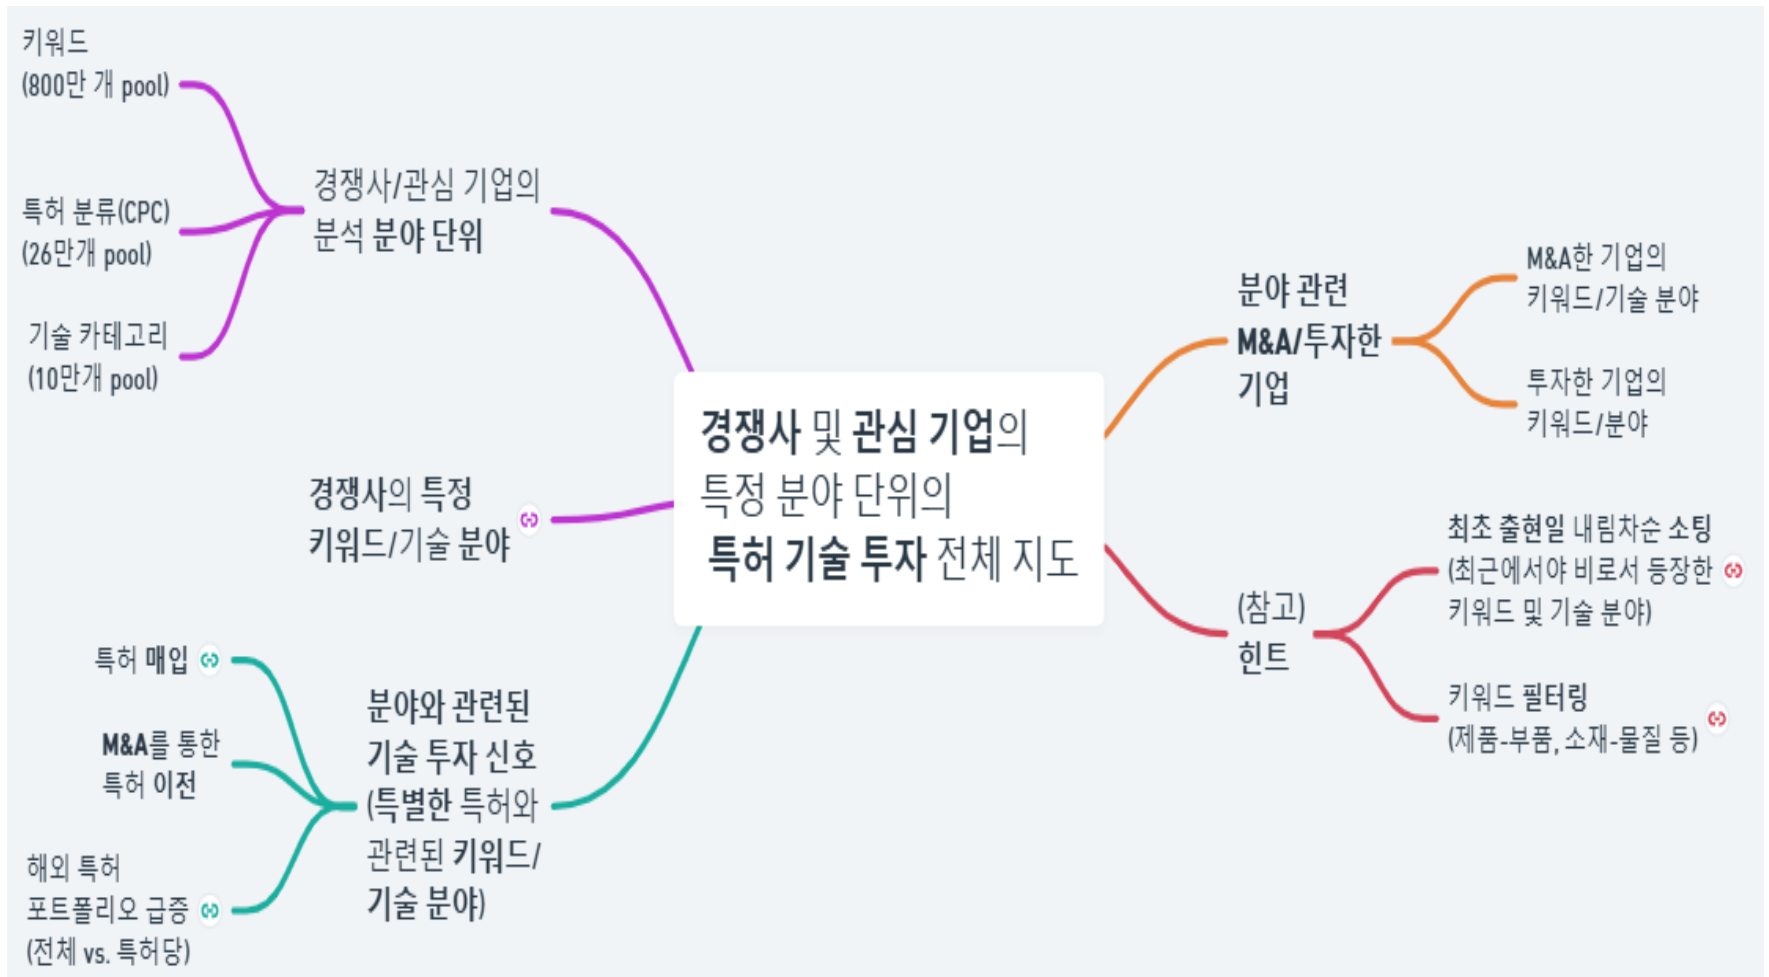 키워드
(800만 개 pool)
특허 분류(CPC)
(26만개 pool)
기술 카테고리
(10만개 pool)
경쟁사/관심 기업의
분석 분야 단위
경쟁사의 특정
키워드/기술 분야
특허 매입
M&A를 통한
특허 이전
해외 특허
포트폴리오 급증
(전체 vs. 특허당)
분야와 관련된
기술 투자 신호
(특별한 특허와
관련된 키워드/
기술 분야)
경쟁사 및 관심 기업의
특정 분야 단위의
특허 기술 투자 전체 지도
분야 관련
M&A/투자한
기업
M&A한 기업의
키워드/기술 분야
투자한 기업의
키워드/분야
(참고)
힌트
최초 출현일 내림차순 소팅
(최근에서야 비로서 등장한
키워드 및 기술 분야)
키워드 필터링
(제품-부품, 소재-물질 등)